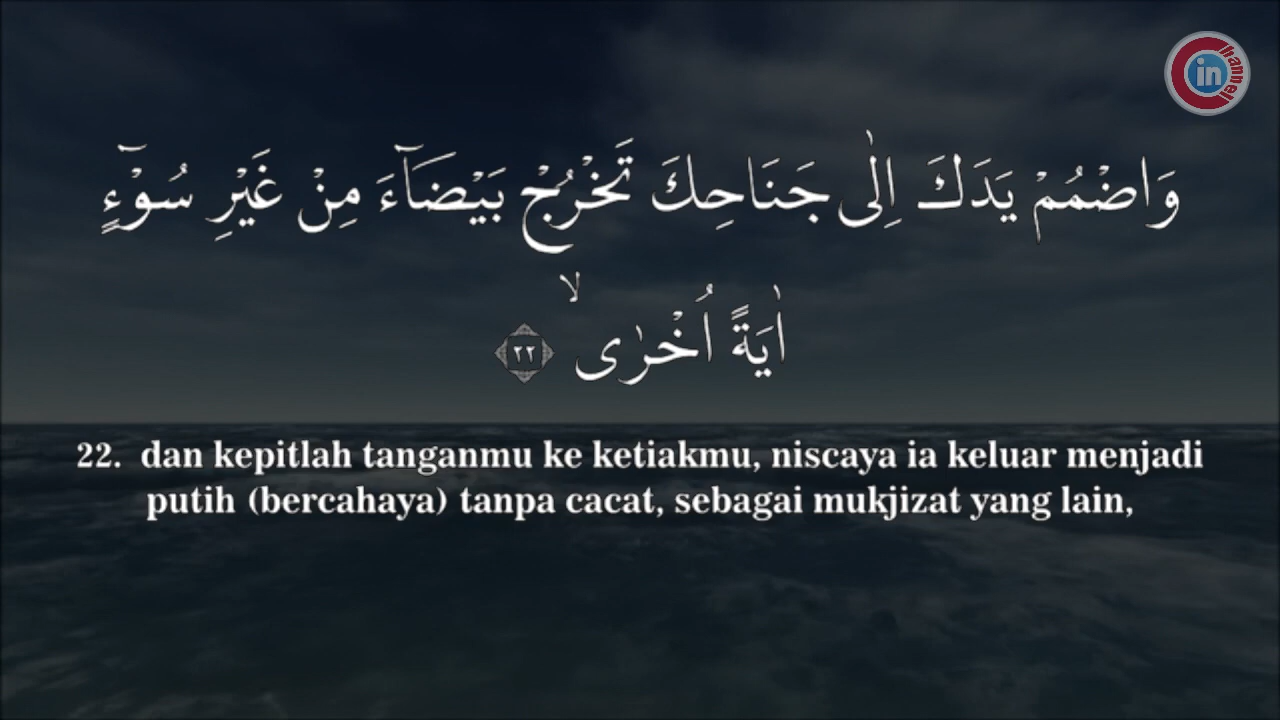 in
hannel
وَاضْمُمْ يَدَكَ اِلٰى جَنَاحِكَ تَخْرُجْ بَيْضَاۤءَ مِنْ غَيْرِ سُوْۤءٍ
اٰيَةً اُخْرٰىۙ ٢٢
22. dan kepitlah tanganmu ke ketiakmu, niscaya ia keluar menjadi
putih (bercahaya) tanpa cacat, sebagai mukjizat yang lain,